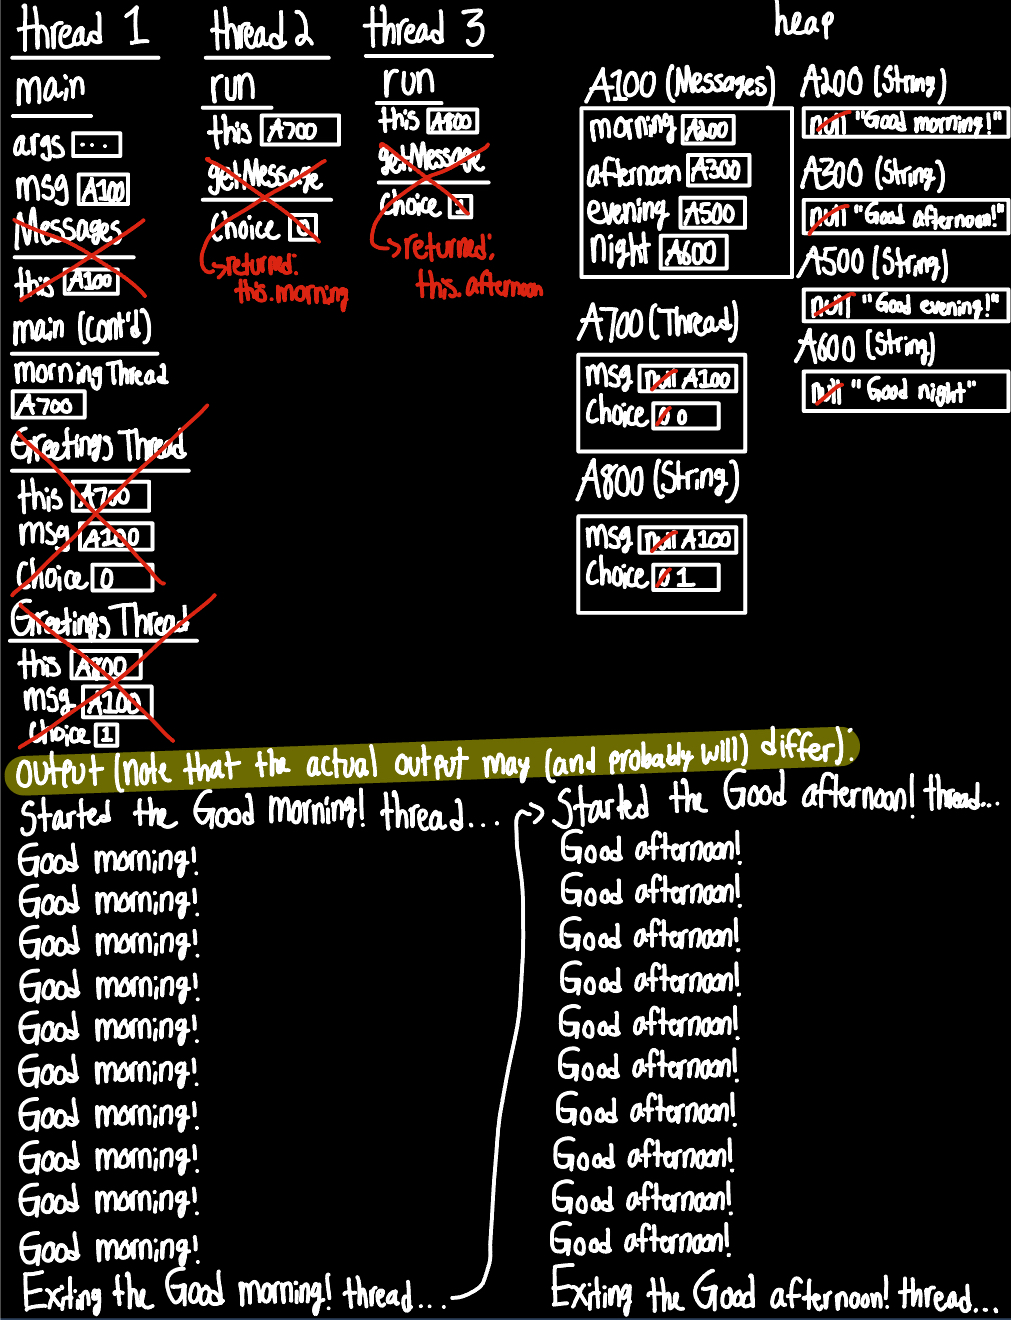 thread 1
main
args ...
msg A100
Messages
this A100
main (cont'd)
morning Thread
A700
Greetings Thread
this A700
msg A100
choice 0
Greetings Thread
this A800
msg A100
choice 1
thread 2
run
this A700
getMessage
choice 0
returned:
this.morning
thread 3
run
this A800
getMessage
choice 1
returned:
this.afternoon
heap
A100 (Messages)
morning A200
afternoon A300
evening A500
night A600
A700 (Thread)
msg null A100
choice 0 0
A800 (String)
msg null A100
choice 0 1
A200 (String)
null "Good morning!"
A300 (String)
null "Good afternoon!"
A500 (String)
null "Good evening!"
A600 (String)
null "Good night"
output (note that the actual output may (and probably will) differ):
Started the Good morning! thread...
Good morning!
Good morning!
Good morning!
Good morning!
Good morning!
Good morning!
Good morning!
Good morning!
Good morning!
Good morning!
Exiting the Good morning! thread...
Started the Good afternoon! thread...
Good afternoon!
Good afternoon!
Good afternoon!
Good afternoon!
Good afternoon!
Good afternoon!
Good afternoon!
Good afternoon!
Good afternoon!
Good afternoon!
Exiting the Good afternoon! thread...